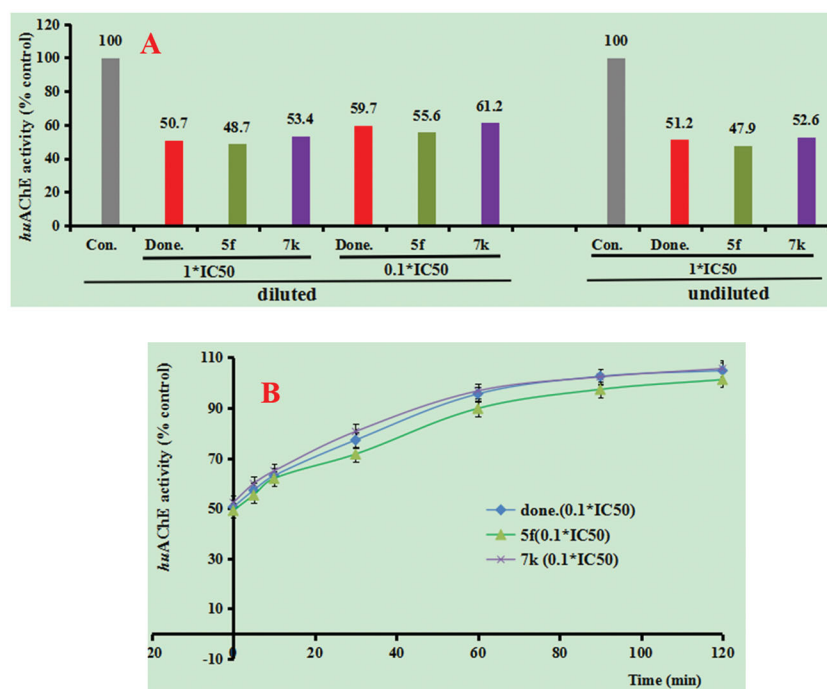 A
huAChE activity (% control)
120
100
80
60
40
20
0
100
50.7
48.7
53.4
59.7
55.6
61.2
100
51.2
47.9
52.6
Con. Done. 5f 7k Done. 5f 7k Con. Done. 5f 7k
1*IC50 0.1*IC50 1*IC50
diluted undiluted
B
huAChE activity (% control)
110
90
70
50
30
10
-10
20 0 20 40 60 80 100 120
done.(0.1*IC50)
5f(0.1*IC50)
7k (0.1*IC50)
Time (min)